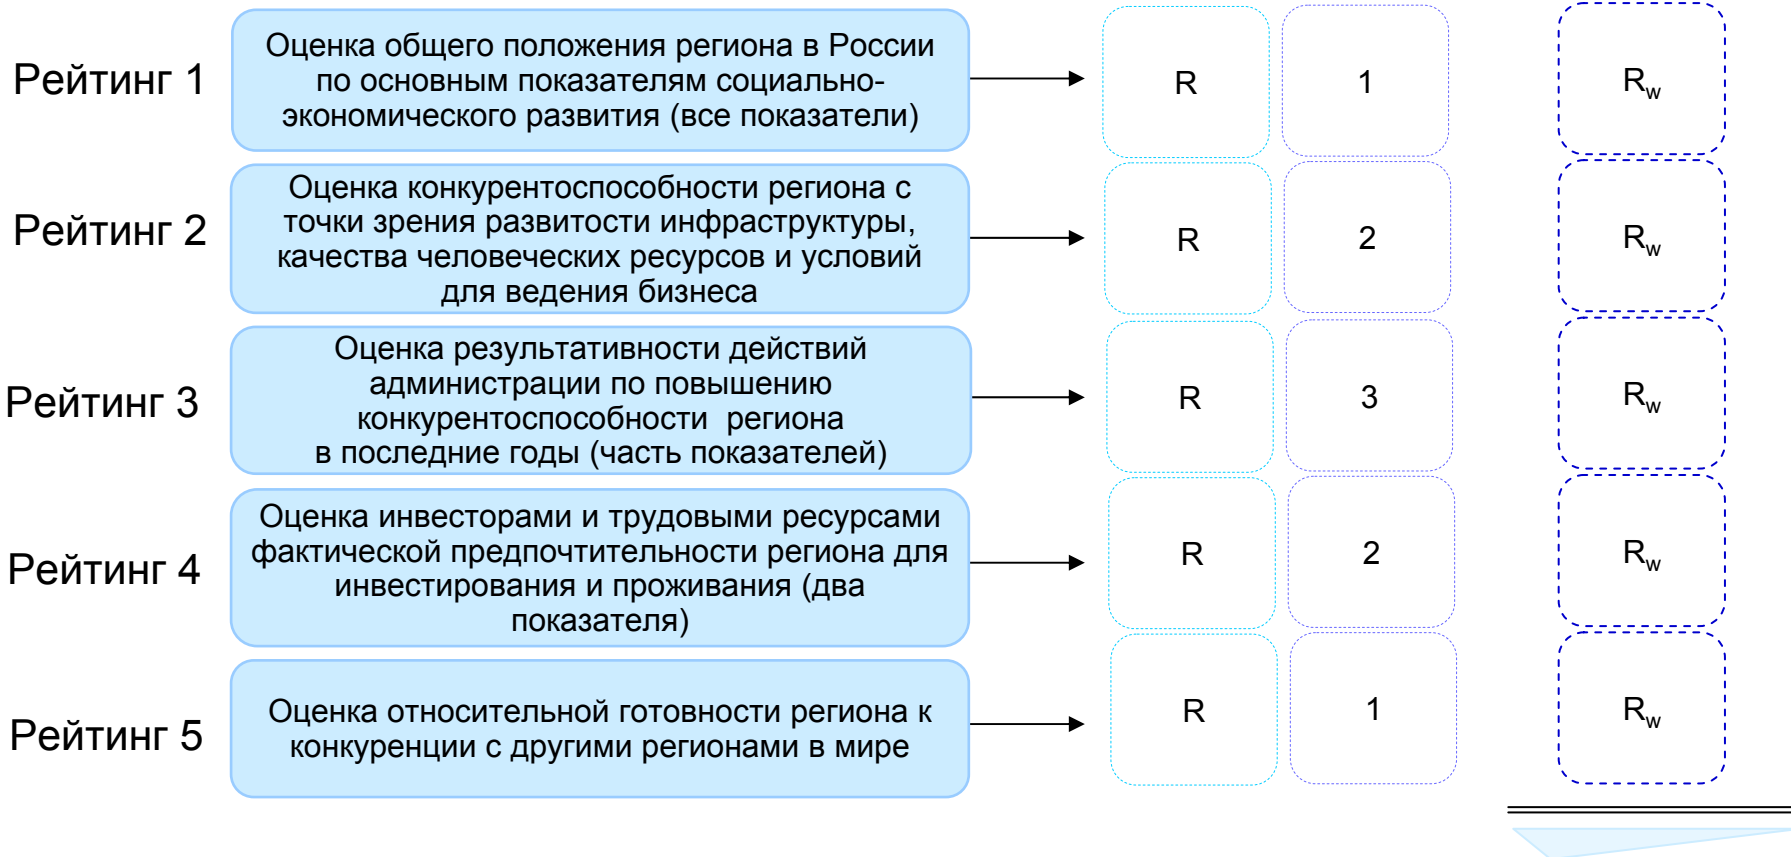 Рейтинг 1
Оценка общего положения региона в России
по основным показателям социально-
экономического развития (все показатели)
R
1
Rw
Рейтинг 2
Оценка конкурентоспособности региона с
точки зрения развитости инфраструктуры,
качества человеческих ресурсов и условий
для ведения бизнеса
R
2
Rw
Рейтинг 3
Оценка результативности действий
администрации по повышению
конкурентоспособности  региона
в последние годы (часть показателей)
R
3
Rw
Рейтинг 4
Оценка инвесторами и трудовыми ресурсами
фактической предпочтительности региона для
инвестирования и проживания (два
показателя)
R
2
Rw
Рейтинг 5
Оценка относительной готовности региона к
конкуренции с другими регионами в мире
R
1
Rw